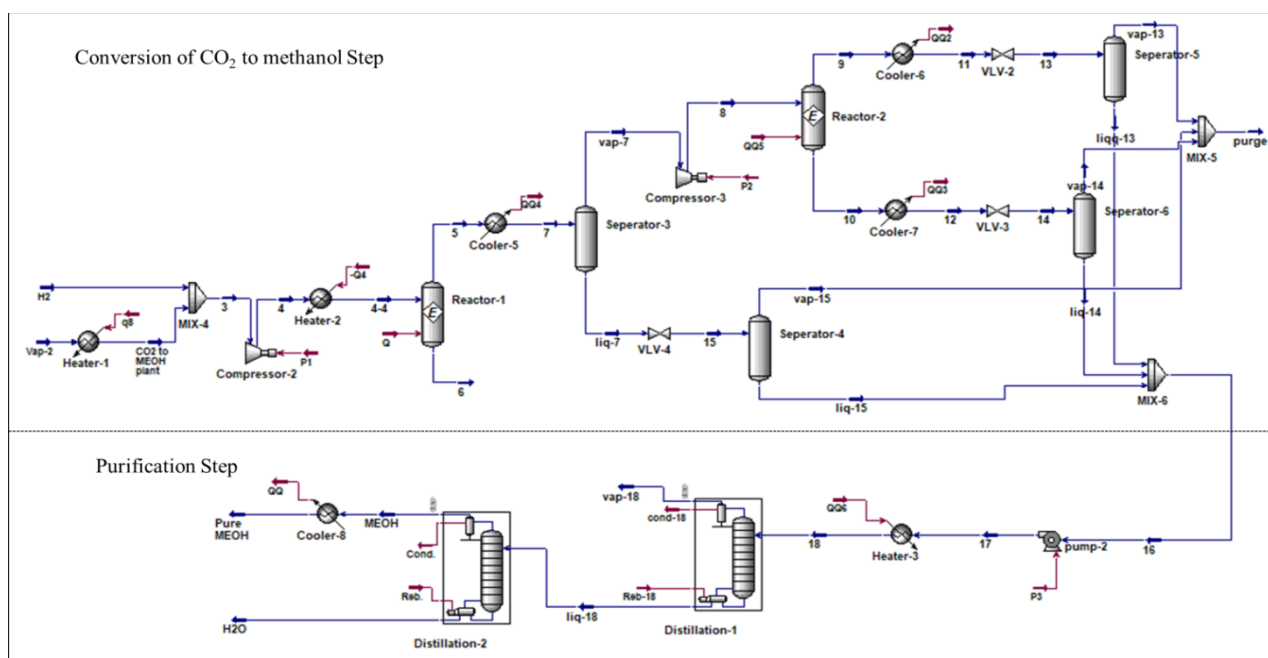 Conversion of CO2 to methanol Step
H2
Vap-2
q8
Heater-1
CO2 to
MEOH
plant
MIX-4
3
Compressor-2
P1
4
-Q4
Heater-2
4-4
Q
Reactor-1
5
6
QQ4
Cooler-5
7
Seperator-3
vap-7
liq-7
VLV-4
15
Seperator-4
vap-15
liq-15
Compressor-3
P2
8
QQ5
Reactor-2
9
QQ2
Cooler-6
11
VLV-2
13
Seperator-5
vap-13
liqq-13
10
QQ3
Cooler-7
12
VLV-3
14
Seperator-6
vap-14
liq-14
MIX-5
purge
MIX-6
Purification Step
16
pump-2
P3
17
QQ6
Heater-3
18
vap-18
cond-18
Reb-18
Distillation-1
liq-18
Cond.
Reb.
Distillation-2
MEOH
QQ
Cooler-8
Pure
MEOH
H2O